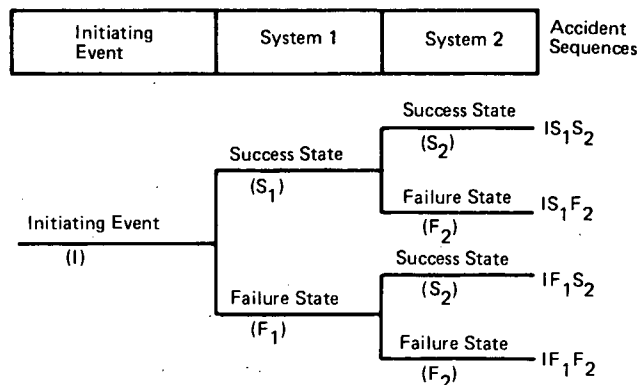 Initiating
Event
System 1
System 2
Accident
Sequences
Success State
(S2)
IS1S2
Success State
(S1)
Failure State
(F2)
IS1F2
Initiating Event
(I)
Success State
(S2)
IF1S2
Failure State
(F1)
Failure State
(F2)
IF1F2